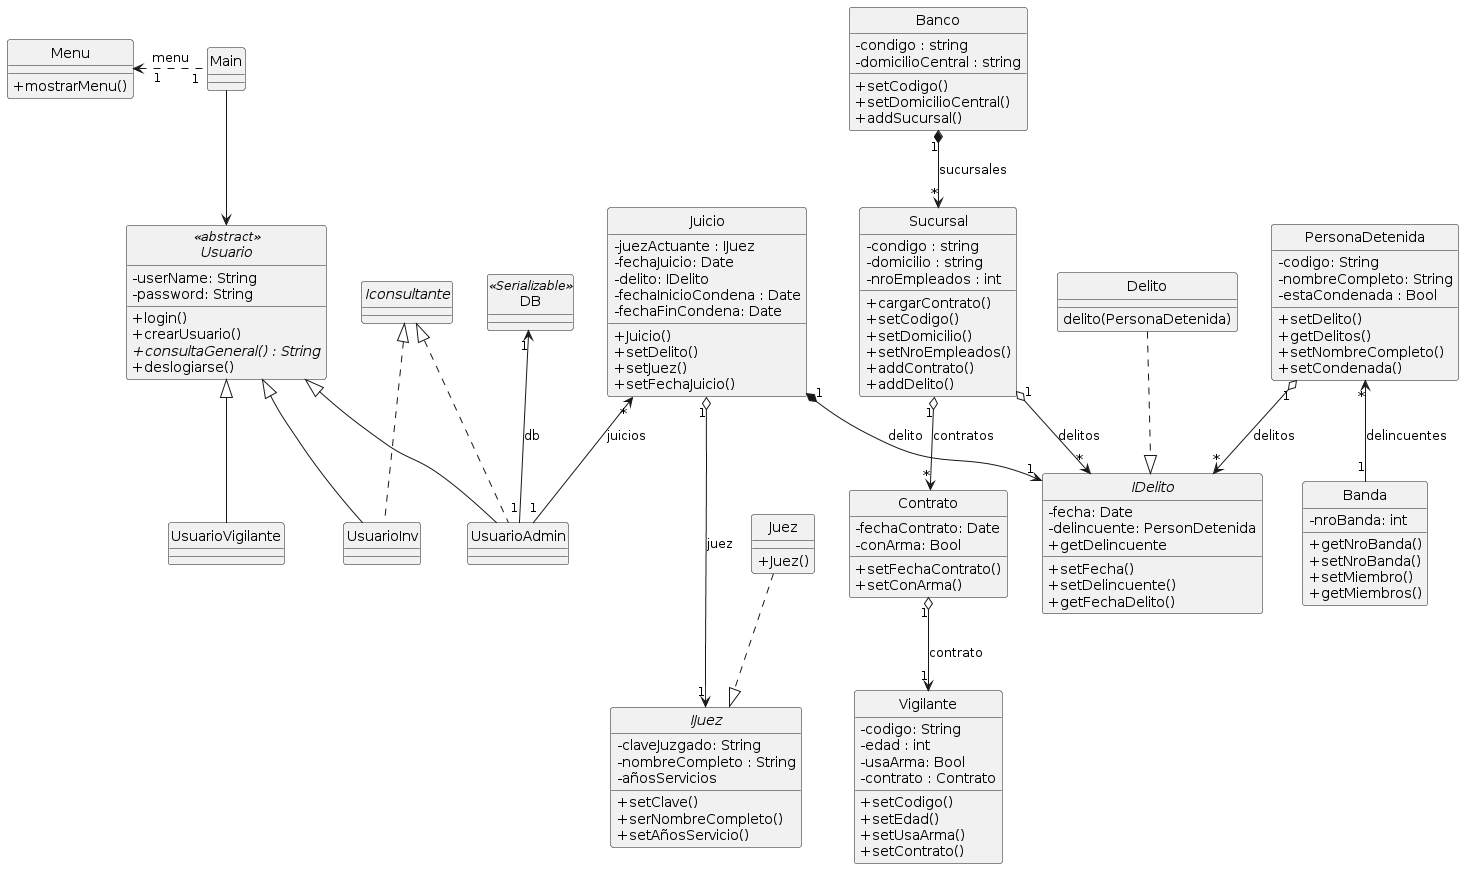 Banco
-condigo : string
-domicilioCentral : string
+setCodigo()
+setDomicilioCentral()
+addSucursal()
1
sucursales
*
Menu
+mostrarMenu()
menu
1
1
Main
«abstract»
Usuario
-userName: String
-password: String
+login()
+crearUsuario()
+consultaGeneral() : String
+deslogiarse()
Iconsultante
«Serializable»
DB
1
db
1
Juicio
-juezActuante : IJuez
-fechaJuicio: Date
-delito: IDelito
-fechaInicioCondena : Date
-fechaFinCondena: Date
+Juicio()
+setDelito()
+setJuez()
+setFechaJuicio()
*
juicios
1
1
juez
1
1
delito
1
Sucursal
-condigo : string
-domicilio : string
-nroEmpleados : int
+cargarContrato()
+setCodigo()
+setDomicilio()
+setNroEmpleados()
+addContrato()
+addDelito()
1
contratos
*
1
delitos
*
Delito
delito(PersonaDetenida)
PersonaDetenida
-codigo: String
-nombreCompleto: String
-estaCondenada : Bool
+setDelito()
+getDelitos()
+setNombreCompleto()
+setCondenada()
1
delitos
*
*
delincuentes
1
UsuarioVigilante
UsuarioInv
UsuarioAdmin
Juez
+Juez()
Contrato
-fechaContrato: Date
-conArma: Bool
+setFechaContrato()
+setConArma()
1
contrato
1
IDelito
-fecha: Date
-delincuente: PersonDetenida
+getDelincuente
+setFecha()
+setDelincuente()
+getFechaDelito()
Banda
-nroBanda: int
+getNroBanda()
+setNroBanda()
+setMiembro()
+getMiembros()
IJuez
-claveJuzgado: String
-nombreCompleto : String
-añosServicios
+setClave()
+serNombreCompleto()
+setAñosServicio()
Vigilante
-codigo: String
-edad : int
-usaArma: Bool
-contrato : Contrato
+setCodigo()
+setEdad()
+setUsaArma()
+setContrato()